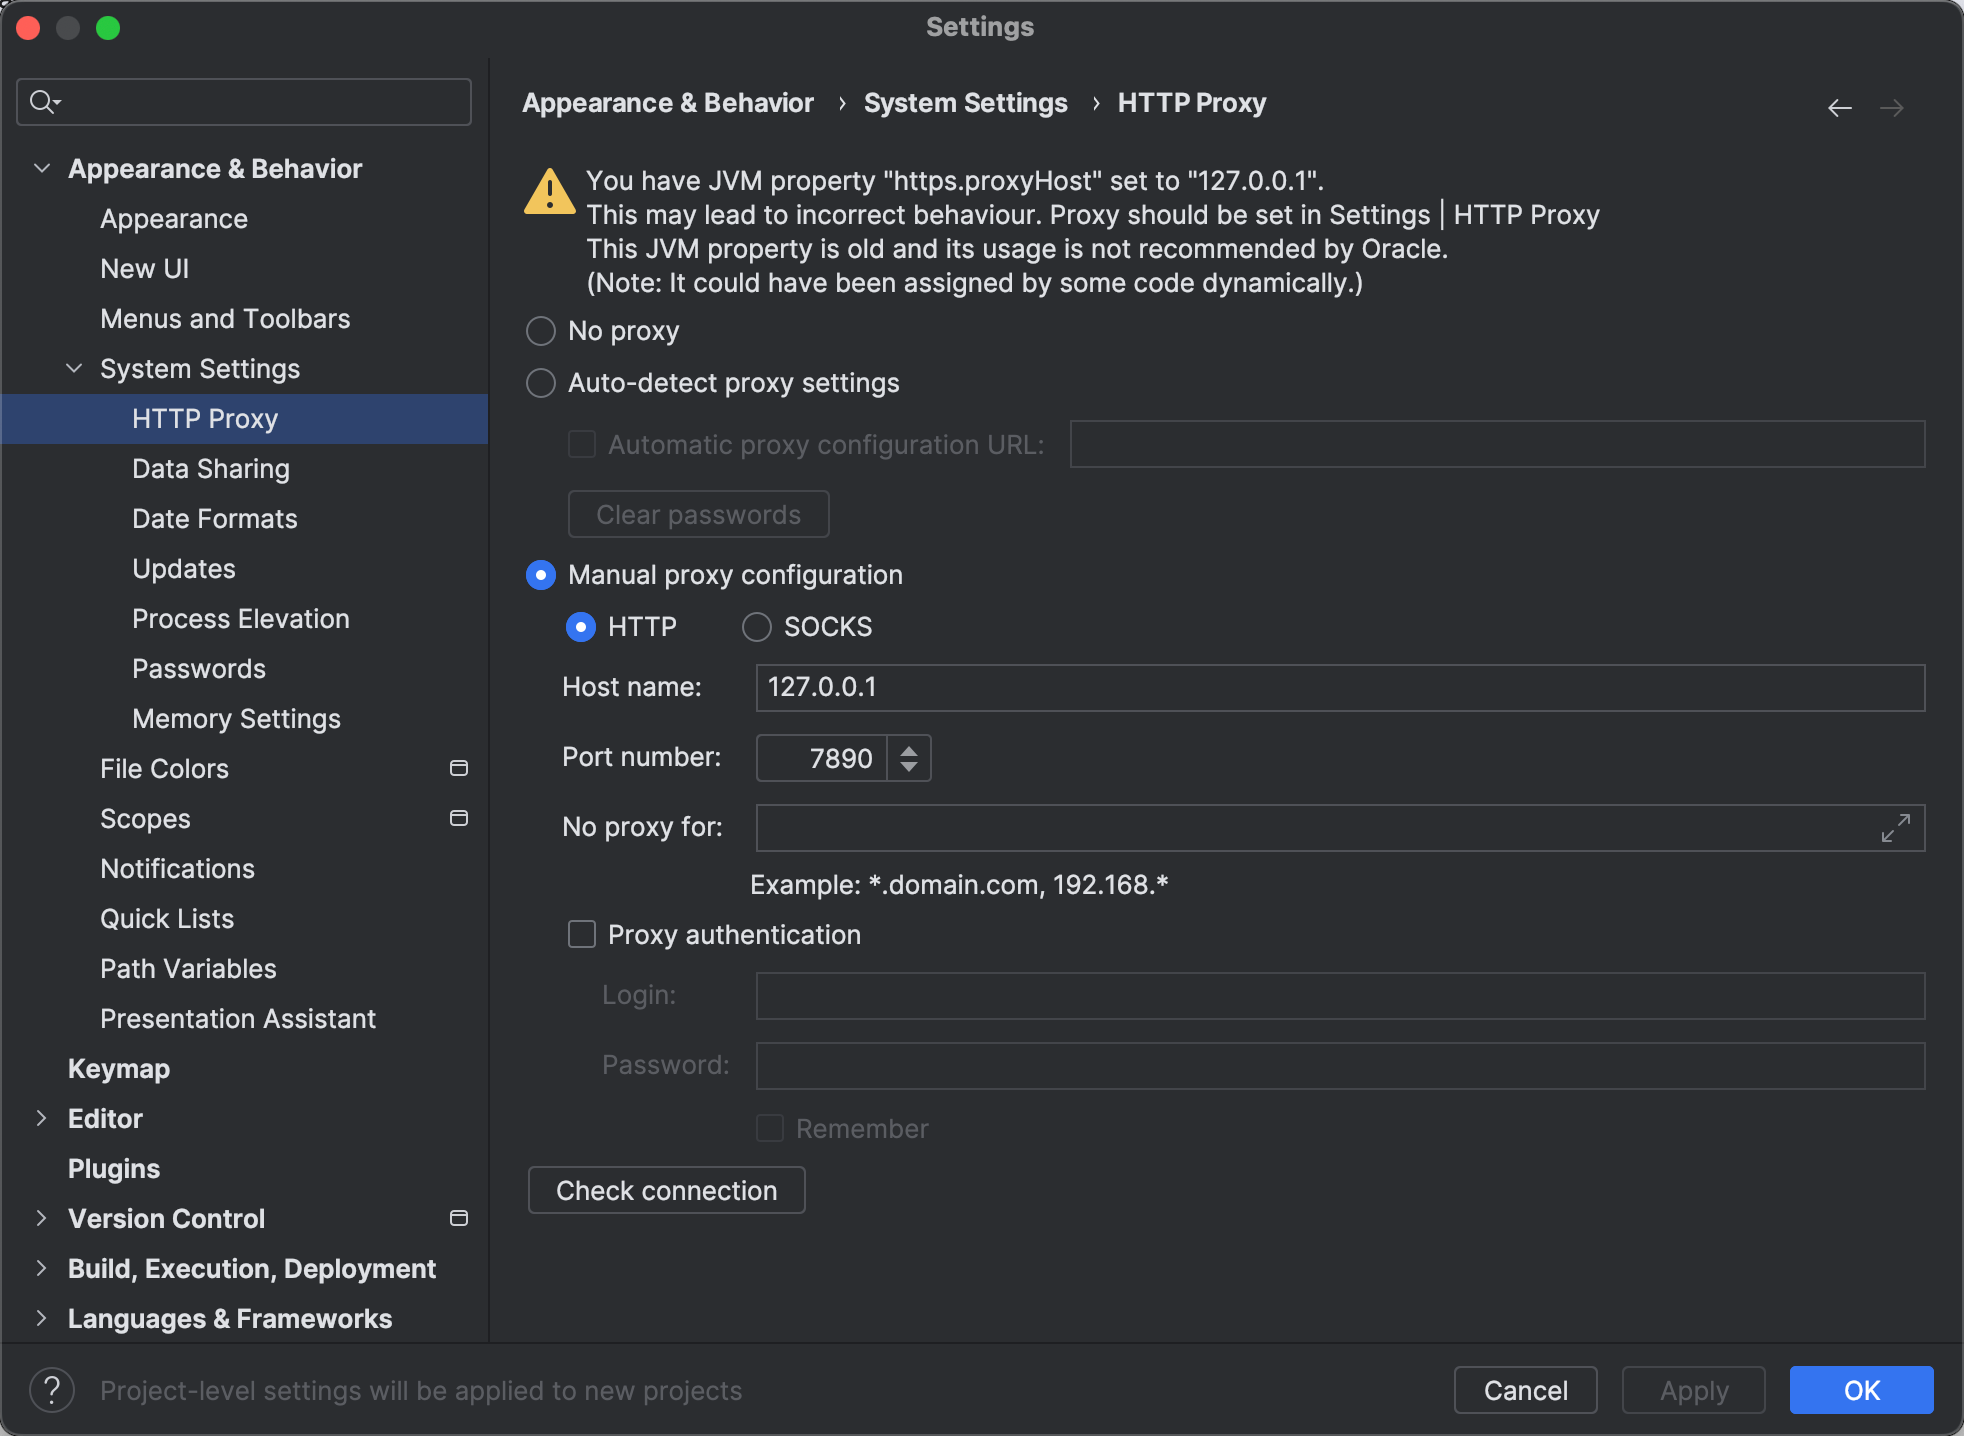 Settings
Appearance & Behavior
Appearance
New UI
Menus and Toolbars
System Settings
HTTP Proxy
Data Sharing
Date Formats
Updates
Process Elevation
Passwords
Memory Settings
File Colors
Scopes
Notifications
Quick Lists
Path Variables
Presentation Assistant
Keymap
Editor
Plugins
Version Control
Build, Execution, Deployment
Languages & Frameworks
Appearance & Behavior › System Settings › HTTP Proxy
You have JVM property "https.proxyHost" set to "127.0.0.1".
This may lead to incorrect behaviour. Proxy should be set in Settings | HTTP Proxy
This JVM property is old and its usage is not recommended by Oracle.
(Note: It could have been assigned by some code dynamically.)
No proxy
Auto-detect proxy settings
Automatic proxy configuration URL:
Clear passwords
Manual proxy configuration
HTTP SOCKS
Host name: 127.0.0.1
Port number: 7890
No proxy for:
Example: *.domain.com, 192.168.*
Proxy authentication
Login:
Password:
Remember
Check connection
? Project-level settings will be applied to new projects
Cancel Apply OK